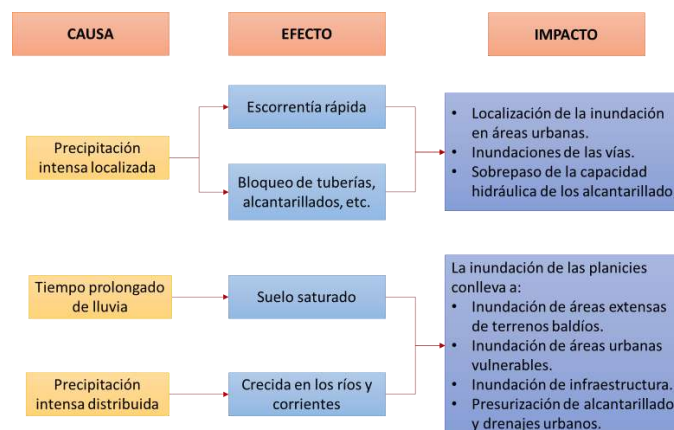 CAUSA
EFECTO
IMPACTO
Precipitación
intensa localizada
Escorrentía rápida
Bloqueo de tuberías,
alcantarillados, etc.
• Localización de la inundación
en áreas urbanas.
• Inundaciones de las vías.
• Sobrepaso de la capacidad
hidráulica de los alcantarillado
Tiempo prolongado
de lluvia
Suelo saturado
Precipitación
intensa distribuida
Crecida en los ríos y
corrientes
La inundación de las planicies
conlleva a:
• Inundación de áreas extensas
de terrenos baldíos.
• Inundación de áreas urbanas
vulnerables.
• Inundación de infraestructura.
• Presurización de alcantarillado
y drenajes urbanos.